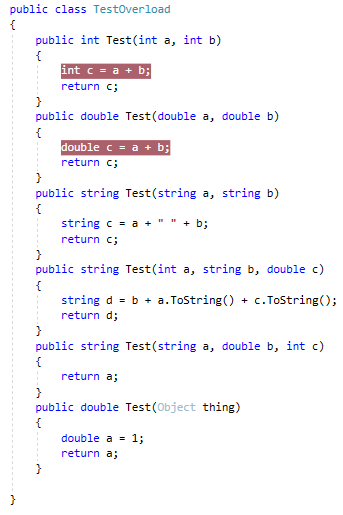 public class TestOverload
{
    public int Test(int a, int b)
    {
        int c = a + b;
        return c;
    }
    public double Test(double a, double b)
    {
        double c = a + b;
        return c;
    }
    public string Test(string a, string b)
    {
        string c = a + " " + b;
        return c;
    }
    public string Test(int a, string b, double c)
    {
        string d = b + a.ToString() + c.ToString();
        return d;
    }
    public string Test(string a, double b, int c)
    {
        return a;
    }
    public double Test(Object thing)
    {
        double a = 1;
        return a;
    }
}